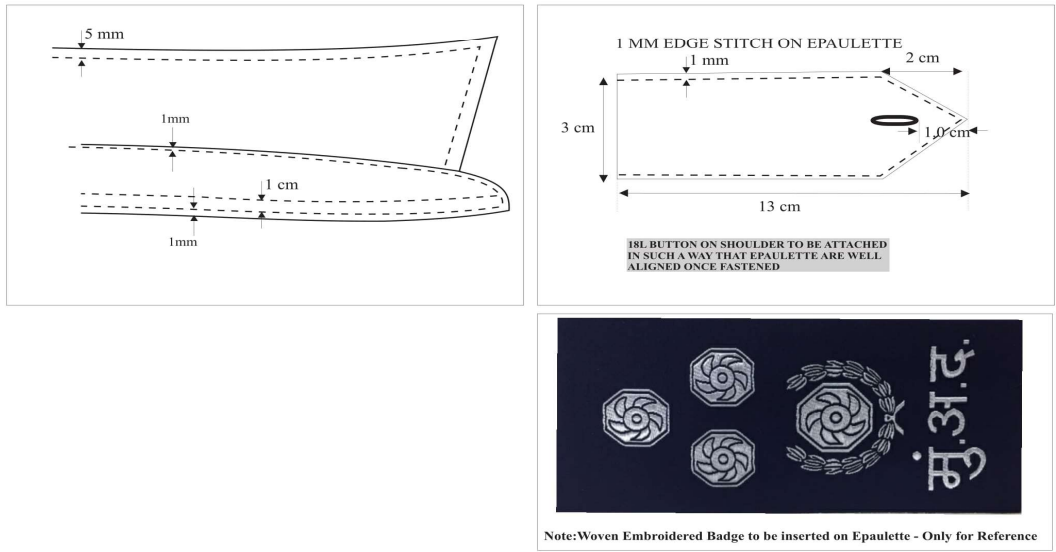 5 mm
1mm
1 cm
1mm
1 MM EDGE STITCH ON EPAULETTE
1 mm
2 cm
3 cm
1.0 cm
13 cm
18L BUTTON ON SHOULDER TO BE ATTACHED
IN SUCH A WAY THAT EPAULETTE ARE WELL
ALIGNED ONCE FASTENED
मुं.अ.द.
Note:Woven Embroidered Badge to be inserted on Epaulette - Only for Reference